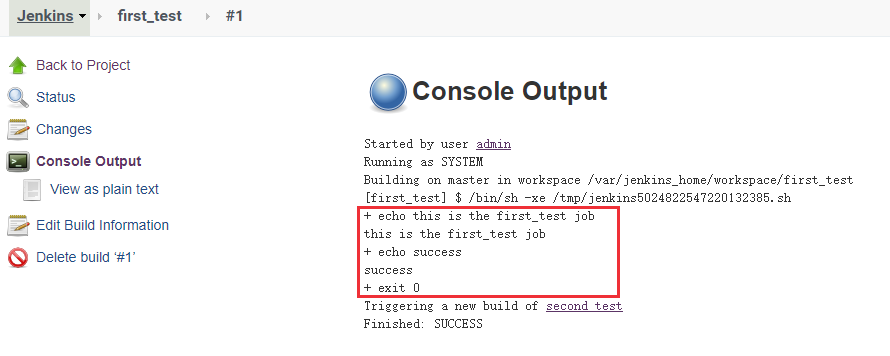 Jenkins first_test #1
Back to Project
Status
Changes
Console Output
View as plain text
Edit Build Information
Delete build ‘#1’
Console Output
Started by user admin
Running as SYSTEM
Building on master in workspace /var/jenkins_home/workspace/first_test
[first_test] $ /bin/sh -xe /tmp/jenkins5024822547220132385.sh
+ echo this is the first_test job
this is the first_test job
+ echo success
success
+ exit 0
Triggering a new build of second test
Finished: SUCCESS